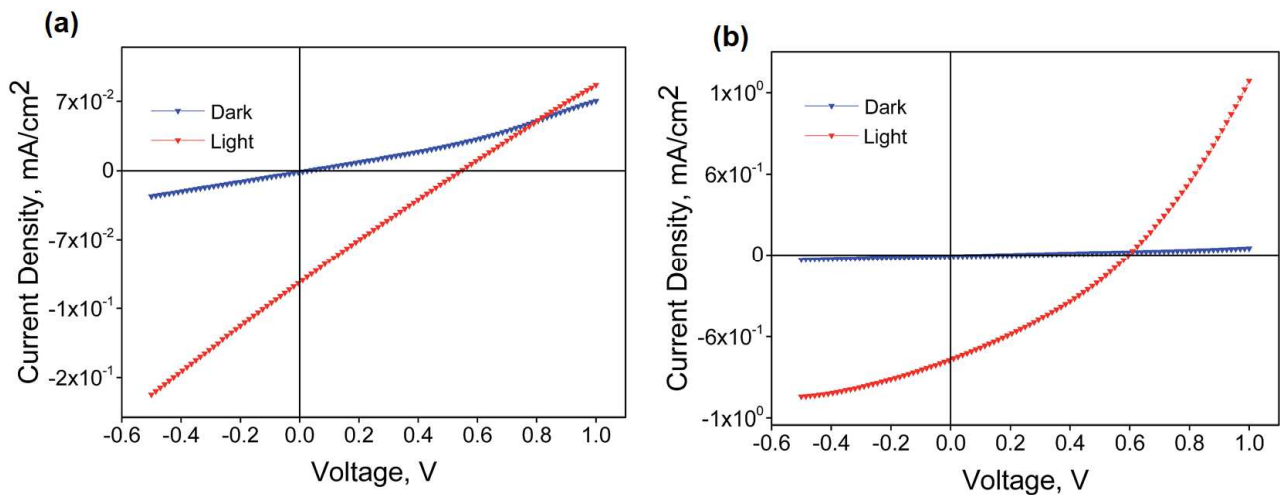 (a)
7x10⁻²
0
-7x10⁻²
-1x10⁻¹
-2x10⁻¹
-0.6 -0.4 -0.2 0.0 0.2 0.4 0.6 0.8 1.0
Current Density, mA/cm2
Voltage, V
Dark
Light
(b)
1x10⁰
6x10⁻¹
0
-6x10⁻¹
-1x10⁰
-0.6 -0.4 -0.2 0.0 0.2 0.4 0.6 0.8 1.0
Current Density, mA/cm2
Voltage, V
Dark
Light